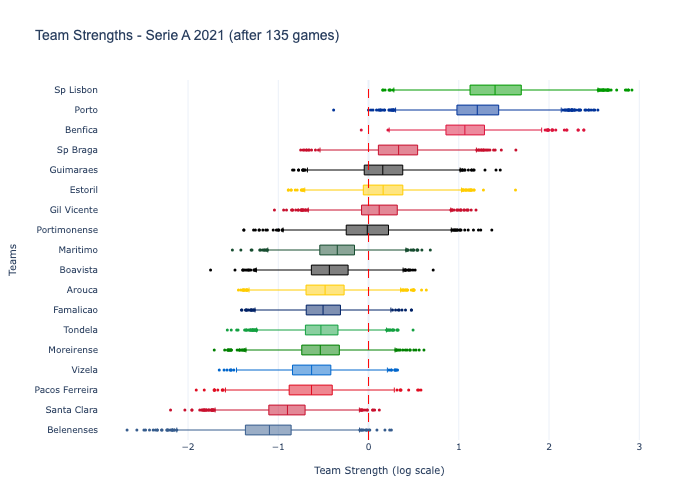 Team Strengths - Serie A 2021 (after 135 games)
Sp Lisbon
Porto
Benfica
Sp Braga
Guimaraes
Estoril
Gil Vicente
Portimonense
Maritimo
Boavista
Arouca
Famalicao
Tondela
Moreirense
Vizela
Pacos Ferreira
Santa Clara
Belenenses
Teams
−2
−1
0
1
2
3
Team Strength (log scale)